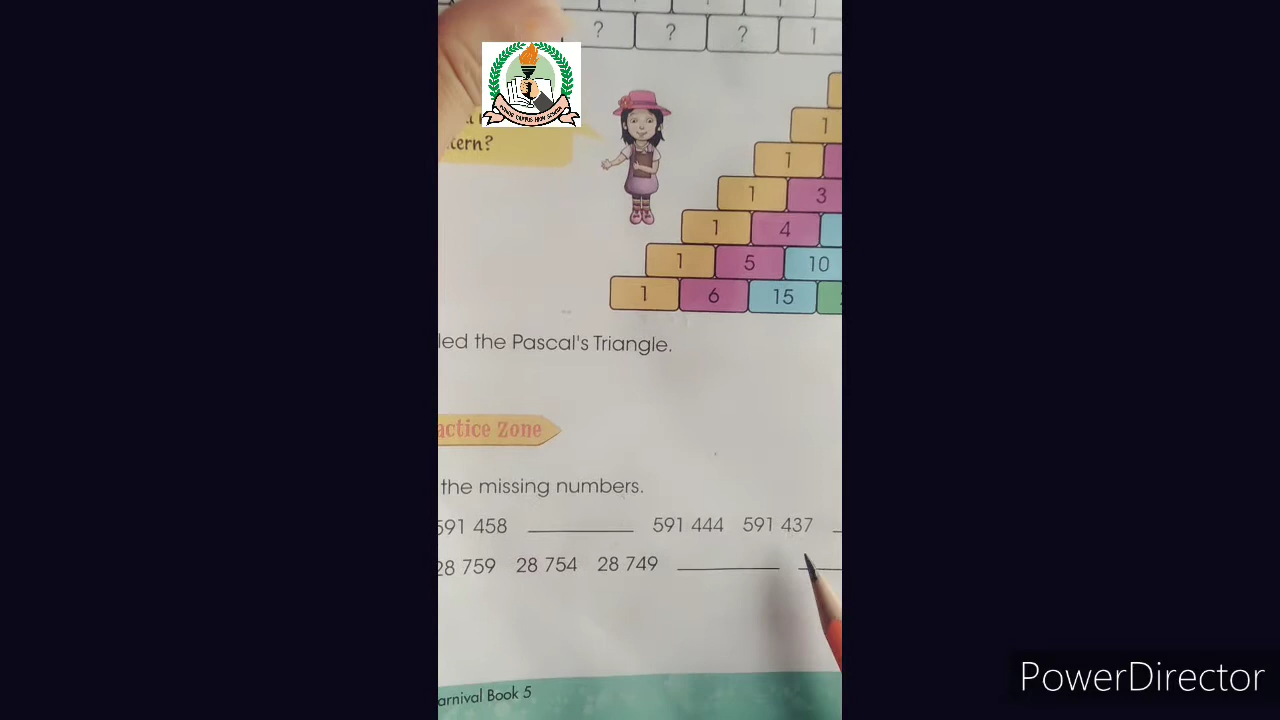 ? ? ? 1
tern?
1
1
1 3
1 4
1 5 10
1 6 15
led the Pascal's Triangle.
actice Zone
the missing numbers.
591 458 __________ 591 444 591 437
28 759 28 754 28 749 __________
arnival Book 5
PowerDirector